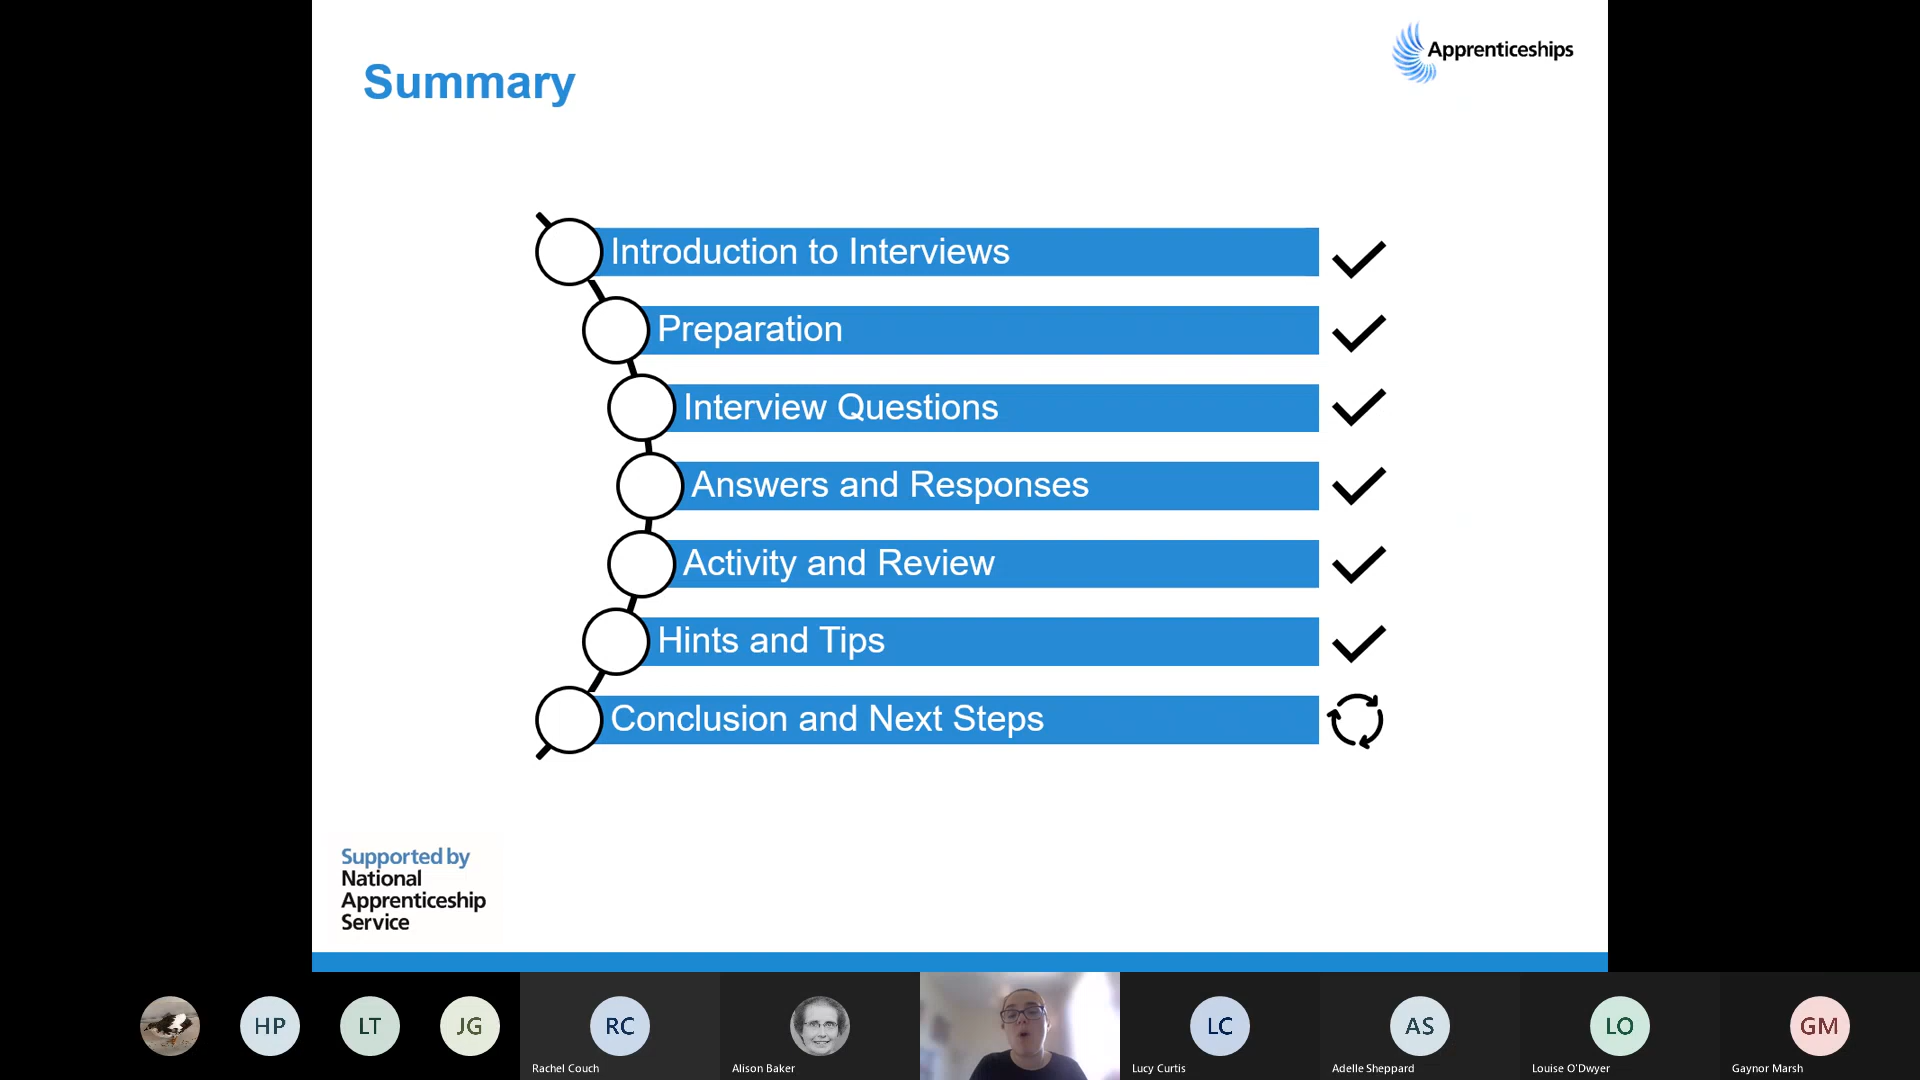 Summary
Apprenticeships
Introduction to Interviews
Preparation
Interview Questions
Answers and Responses
Activity and Review
Hints and Tips
Conclusion and Next Steps
Supported by
National
Apprenticeship
Service
HP
LT
JG
RC
LC
AS
LO
GM
Rachel Couch
Alison Baker
Lucy Curtis
Adelle Sheppard
Louise O'Dwyer
Gaynor Marsh